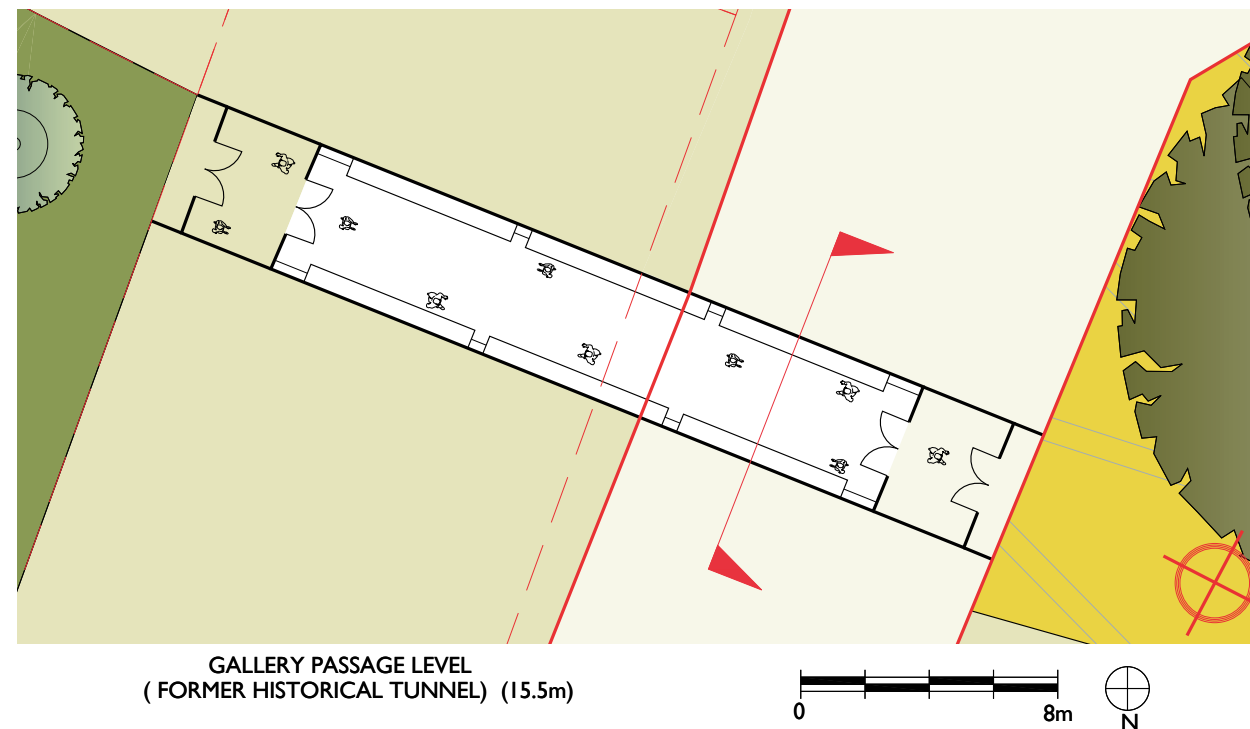 GALLERY PASSAGE LEVEL
( FORMER HISTORICAL TUNNEL) (15.5m)
0 8m
N